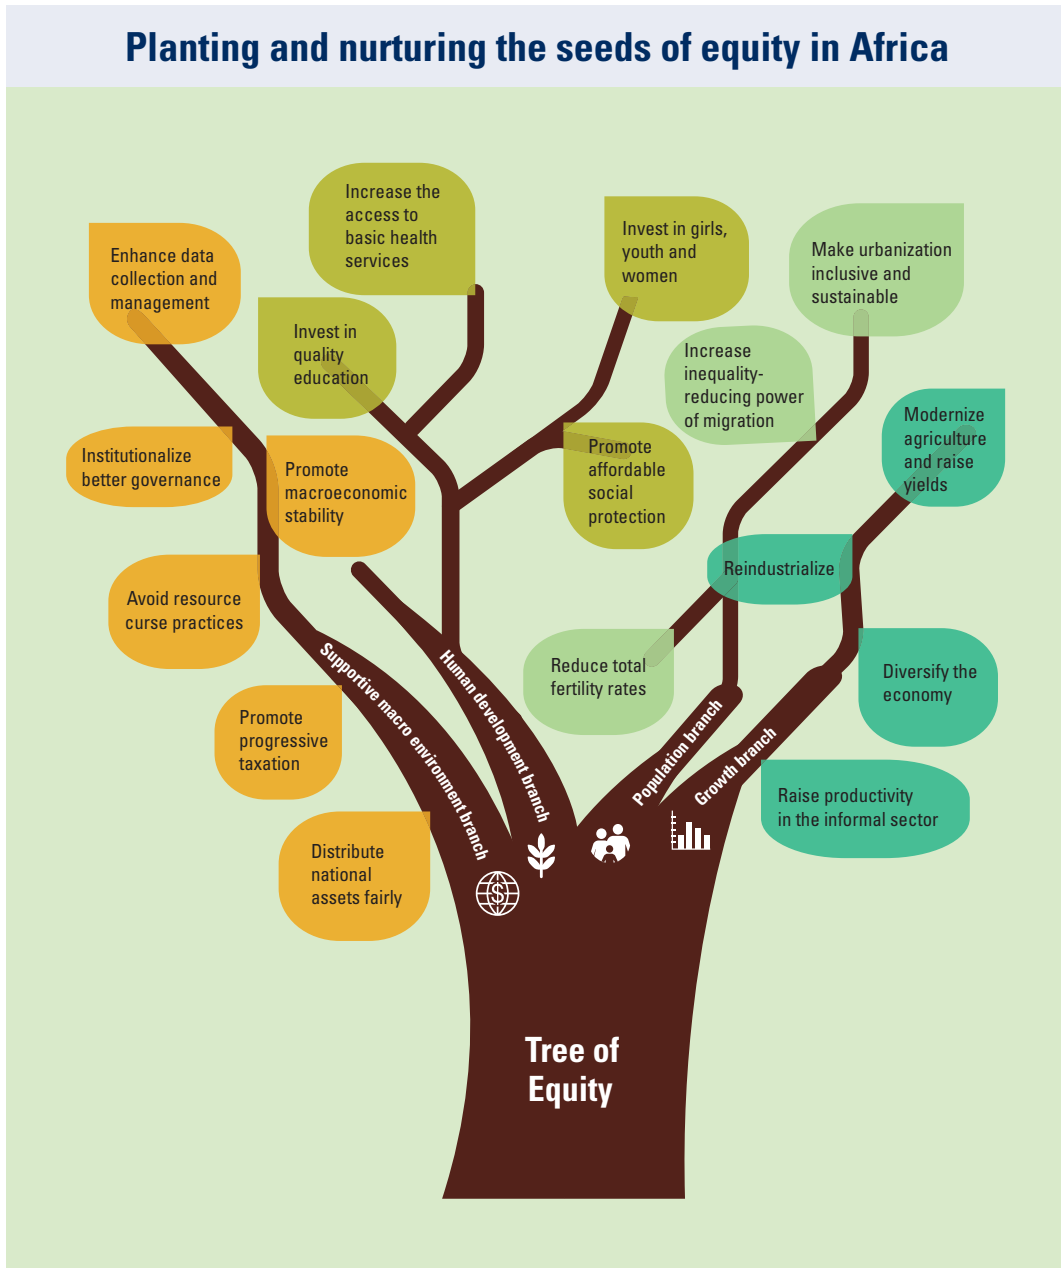 Planting and nurturing the seeds of equity in Africa
Increase the
access to
basic health
services
Enhance data
collection and
management
Invest in girls,
youth and
women
Make urbanization
inclusive and
sustainable
Invest in
quality
education
Increase
inequality-
reducing power
of migration
Modernize
agriculture
and raise
yields
Institutionalize
better governance
Promote
macroeconomic
stability
Promote
affordable
social
protection
Reindustrialize
Avoid resource
curse practices
Reduce total
fertility rates
Diversify the
economy
Promote
progressive
taxation
Raise productivity
in the informal sector
Distribute
national
assets fairly
Supportive macro environment branch
Human development branch
Population branch
Growth branch
$
Tree of
Equity